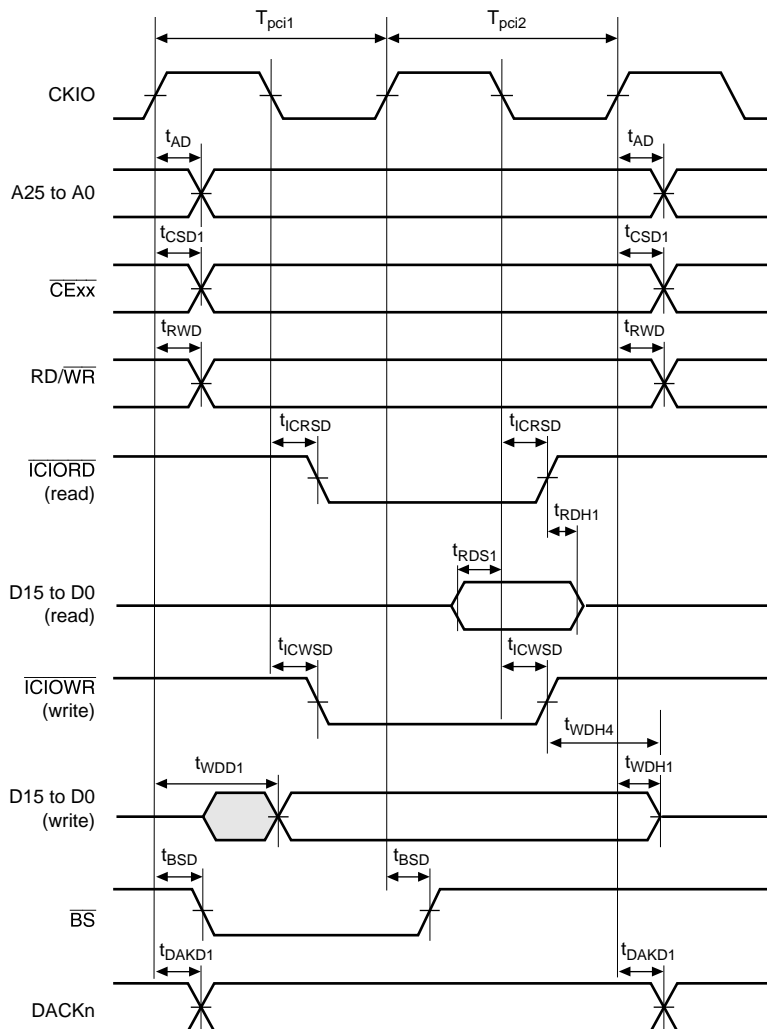 Tpci1 Tpci2
CKIO
tAD tAD
A25 to A0
tCSD1 tCSD1
CExx
tRWD tRWD
RD/WR
tICRSD tICRSD
ICIORD
(read)
tRDH1
tRDS1
D15 to D0
(read)
tICWSD tICWSD
ICIOWR
(write)
tWDH4
tWDD1 tWDH1
D15 to D0
(write)
tBSD tBSD
BS
tDAKD1 tDAKD1
DACKn